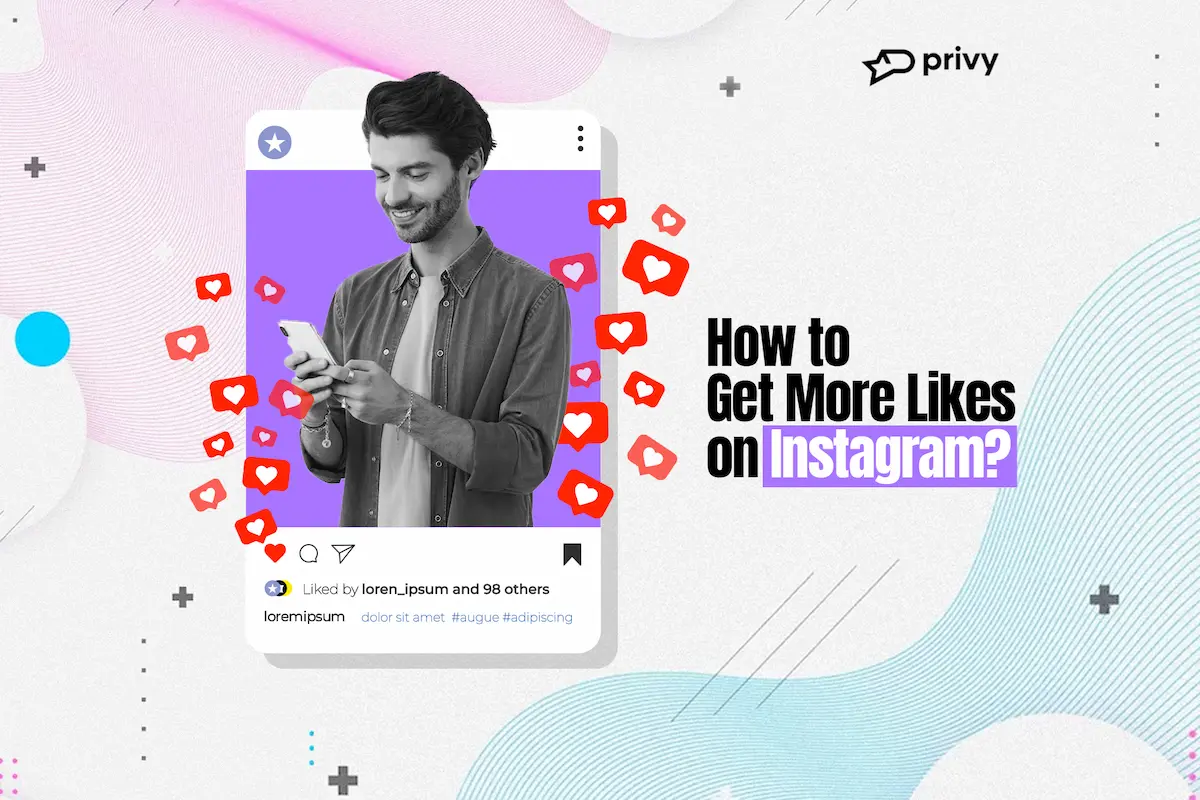 privy
How to
Get More Likes
on Instagram?
Liked by loren_ipsum and 98 others
loremipsum dolor sit amet #augue #adipiscing